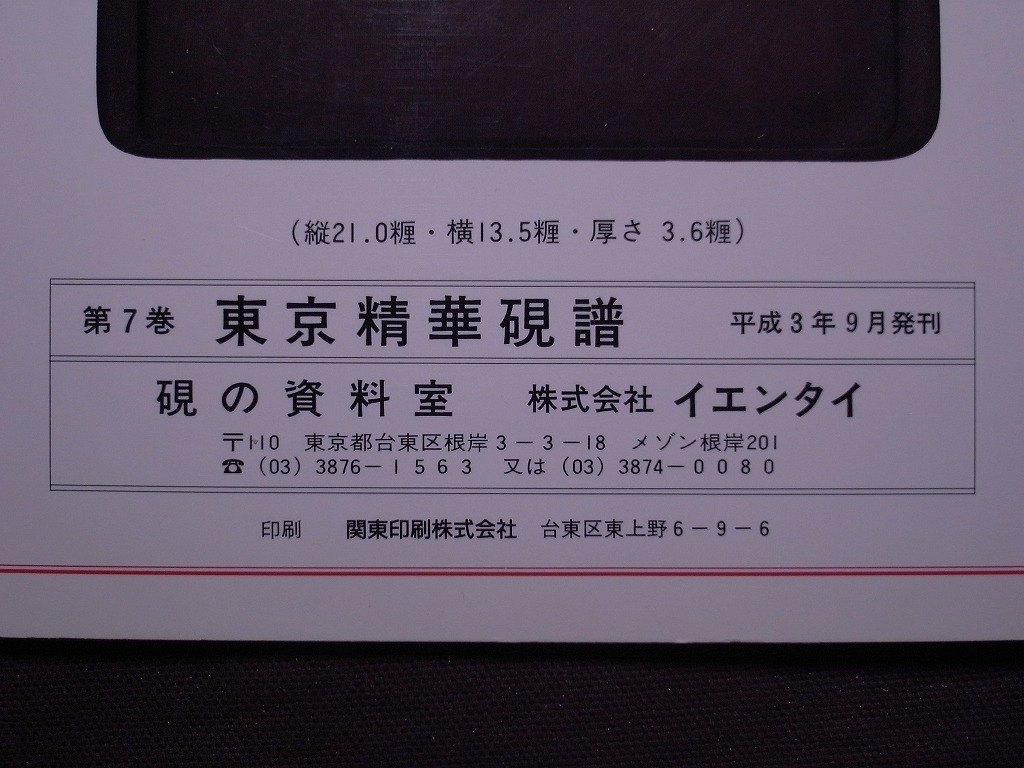 （縦21.0糎・横13.5糎・厚さ 3.6糎）
第7巻 東京精華硯譜 平成3年9月発刊
硯の資料室 株式会社 イエンタイ
〒110 東京都台東区根岸3－3－18 メゾン根岸201
☎（03）3876－1563 又は（03）3874－0080
印刷 関東印刷株式会社 台東区東上野6－9－6